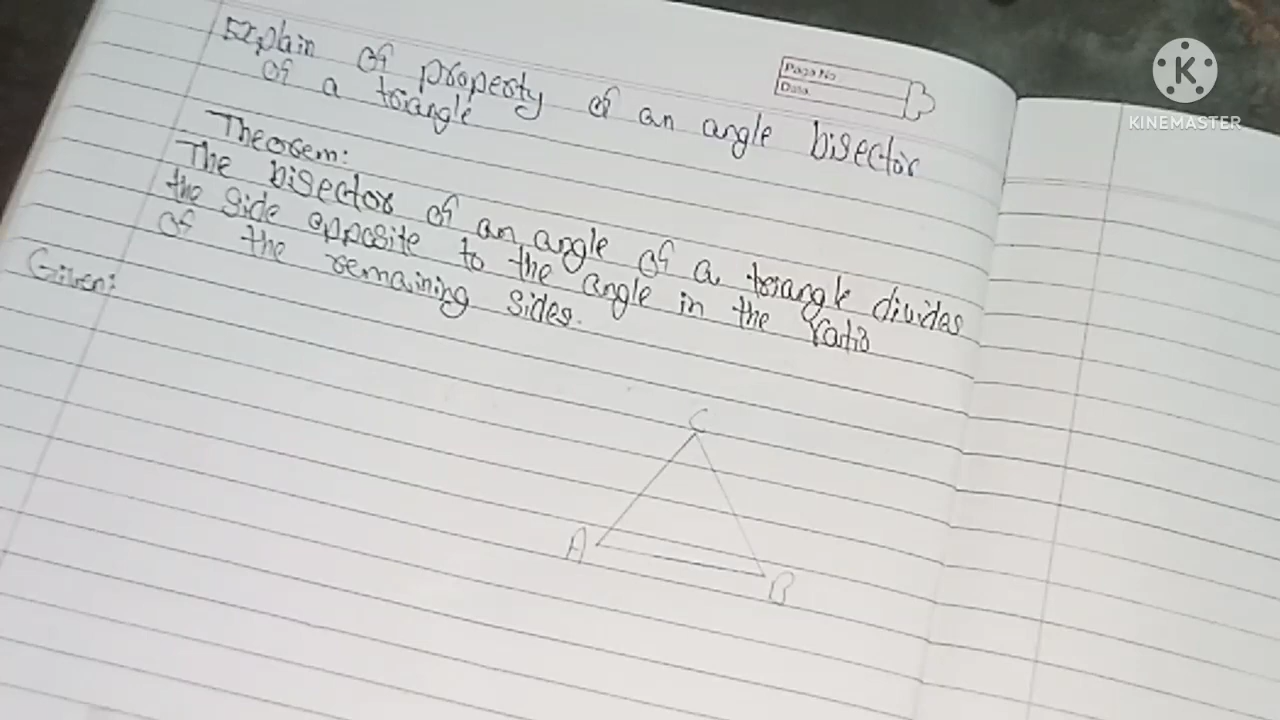 Explain of property of an angle bisector
of a triangle
Theorem:
The bisector of an angle of a triangle divides
the side opposite to the angle in the ratio
of the remaining sides.
Given:
C
A
B
Page No
Date
K
KINEMASTER